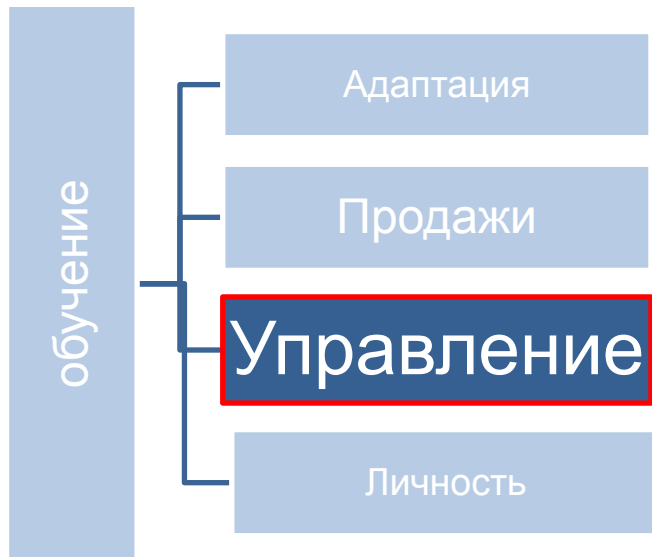 обучение
Адаптация
Продажи
Управление
Личность